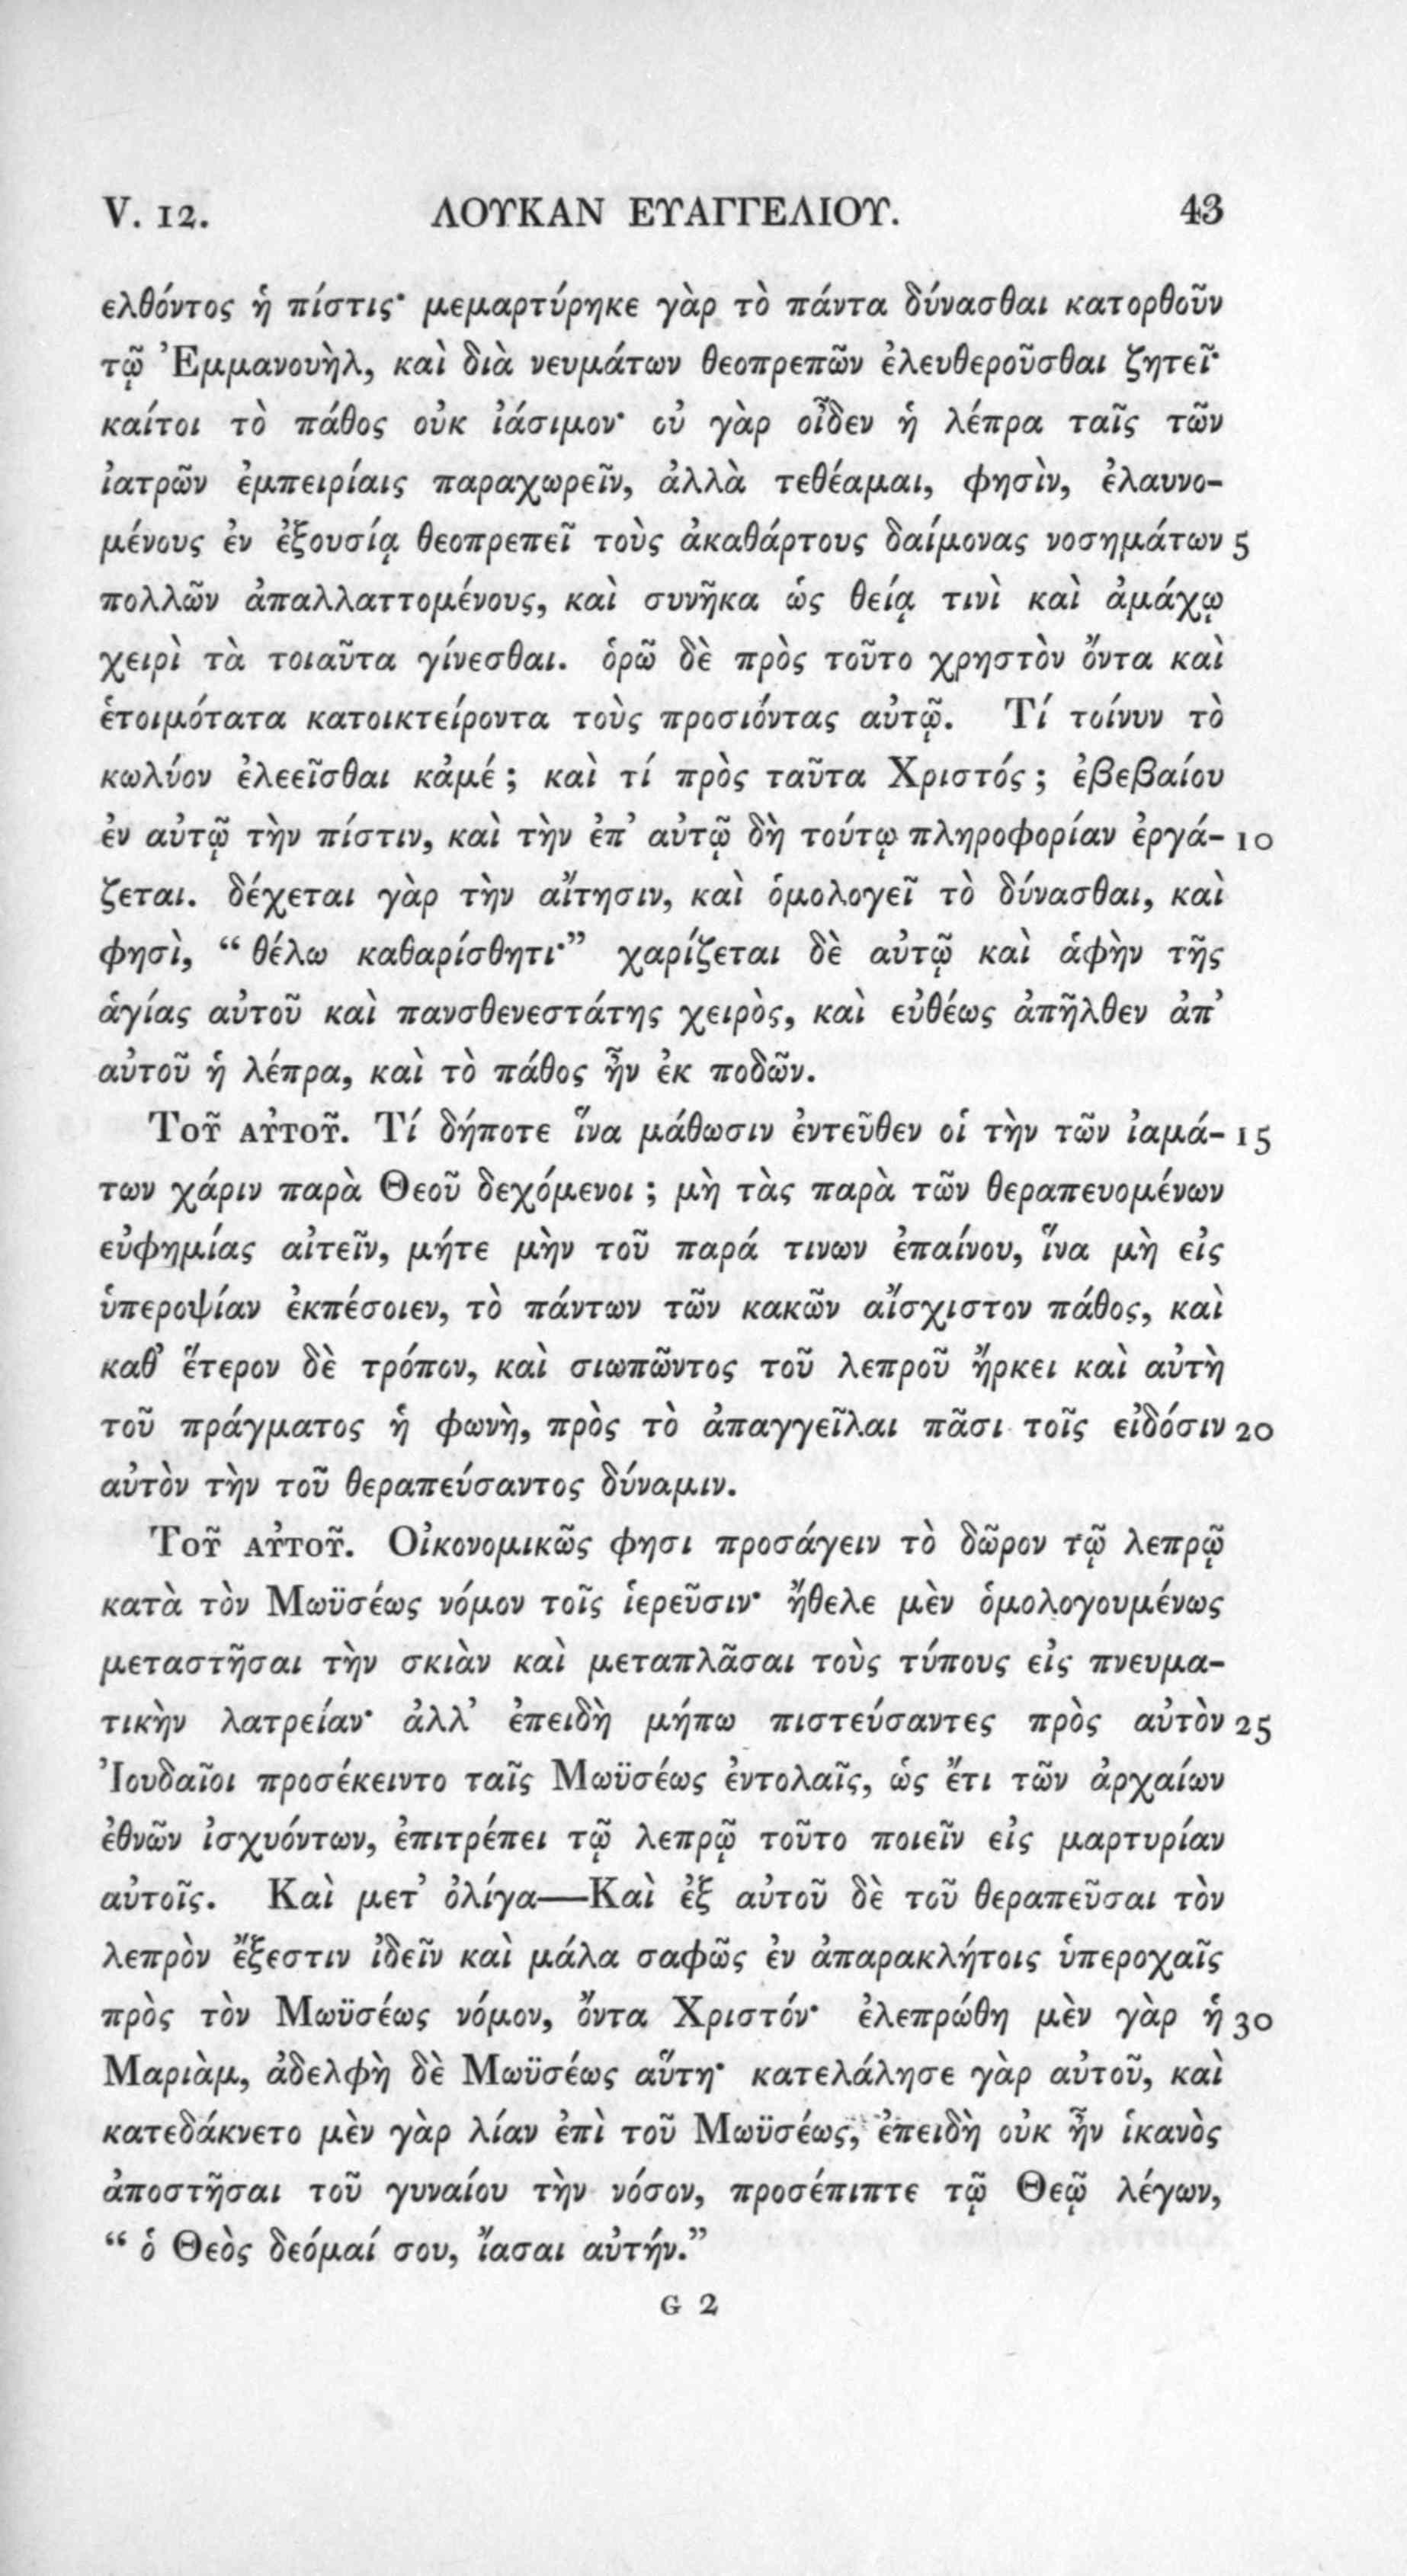 V. 12. ΛΟΥΚΑΝ ΕΥΑΓΓΕΛΙΟΥ. 43
ελθόντος ἡ πίστις· μεμαρτύρηκε γὰρ τὸ πάντα δύνασθαι κατορθοῦν
τῷ Ἐμμανουὴλ, καὶ διὰ νευμάτων θεοπρεπῶν ἐλευθεροῦσθαι ζητεῖ·
καίτοι τὸ πάθος οὐκ ἰάσιμον· οὐ γὰρ οἶδεν ἡ λέπρα ταῖς τῶν
ἰατρῶν ἐμπειρίαις παραχωρεῖν, ἀλλὰ τεθέαμαι, φησὶν, ἐλαυνο-
μένους ἐν ἐξουσίᾳ θεοπρεπεῖ τοὺς ἀκαθάρτους δαίμονας νοσημάτων 5
πολλῶν ἀπαλλαττομένους, καὶ συνῆκα ὡς θείᾳ τινὶ καὶ ἀμάχῳ
χειρὶ τὰ τοιαῦτα γίνεσθαι. ὁρῶ δὲ πρὸς τοῦτο χρηστὸν ὄντα καὶ
ἑτοιμότατα κατοικτείροντα τοὺς προσιόντας αὐτῷ. Τί τοίνυν τὸ
κωλύον ἐλεεῖσθαι κἀμέ; καὶ τί πρὸς ταῦτα Χριστός; ἐβεβαίου
ἐν αὐτῷ τὴν πίστιν, καὶ τὴν ἐπ’ αὐτῷ δὴ τούτῳ πληροφορίαν ἐργά- 10
ζεται. δέχεται γὰρ τὴν αἴτησιν, καὶ ὁμολογεῖ τὸ δύνασθαι, καὶ
φησὶ, “ θέλω καθαρίσθητι·” χαρίζεται δὲ αὐτῷ καὶ ἁφὴν τῆς
ἁγίας αὐτοῦ καὶ πανσθενεστάτης χειρὸς, καὶ εὐθέως ἀπῆλθεν ἀπ’
αὐτοῦ ἡ λέπρα, καὶ τὸ πάθος ἦν ἐκ ποδῶν.
Τοῦ αὐτοῦ. Τί δήποτε ἵνα μάθωσιν ἐντεῦθεν οἱ τὴν τῶν ἰαμά- 15
των χάριν παρὰ Θεοῦ δεχόμενοι; μὴ τὰς παρὰ τῶν θεραπευομένων
εὐφημίας αἰτεῖν, μήτε μὴν τοῦ παρά τινων ἐπαίνου, ἵνα μὴ εἰς
ὑπεροψίαν ἐκπέσοιεν, τὸ πάντων τῶν κακῶν αἴσχιστον πάθος, καὶ
καθ’ ἕτερον δὲ τρόπον, καὶ σιωπῶντος τοῦ λεπροῦ ἤρκει καὶ αὐτὴ
τοῦ πράγματος ἡ φωνὴ, πρὸς τὸ ἀπαγγεῖλαι πᾶσι τοῖς εἰδόσιν 20
αὐτὸν τὴν τοῦ θεραπεύσαντος δύναμιν.
Τοῦ αὐτοῦ. Οἰκονομικῶς φησι προσάγειν τὸ δῶρον τῷ λεπρῷ
κατὰ τὸν Μωϋσέως νόμον τοῖς ἱερεῦσιν· ἤθελε μὲν ὁμολογουμένως
μεταστῆσαι τὴν σκιὰν καὶ μεταπλᾶσαι τοὺς τύπους εἰς πνευμα-
τικὴν λατρείαν· ἀλλ’ ἐπειδὴ μήπω πιστεύσαντες πρὸς αὐτὸν 25
Ἰουδαῖοι προσέκειντο ταῖς Μωϋσέως ἐντολαῖς, ὡς ἔτι τῶν ἀρχαίων
ἐθνῶν ἰσχυόντων, ἐπιτρέπει τῷ λεπρῷ τοῦτο ποιεῖν εἰς μαρτυρίαν
αὐτοῖς. Καὶ μετ’ ὀλίγα—Καὶ ἐξ αὐτοῦ δὲ τοῦ θεραπεῦσαι τὸν
λεπρὸν ἔξεστιν ἰδεῖν καὶ μάλα σαφῶς ἐν ἀπαρακλήτοις ὑπεροχαῖς
πρὸς τὸν Μωϋσέως νόμον, ὄντα Χριστόν· ἐλεπρώθη μὲν γὰρ ἡ 30
Μαριὰμ, ἀδελφὴ δὲ Μωϋσέως αὕτη· κατελάλησε γὰρ αὐτοῦ, καὶ
κατεδάκνετο μὲν γὰρ λίαν ἐπὶ τοῦ Μωϋσέως, ἐπειδὴ οὐκ ἦν ἱκανὸς
ἀποστῆσαι τοῦ γυναίου τὴν νόσον, προσέπιπτε τῷ Θεῷ λέγων,
“ ὁ Θεὸς δεόμαί σου, ἴασαι αὐτήν.”
G 2